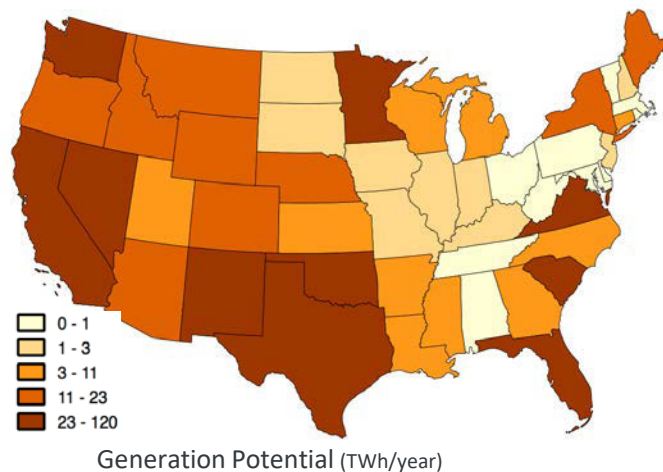 0 - 1
1 - 3
3 - 11
11 - 23
23 - 120
Generation Potential (TWh/year)